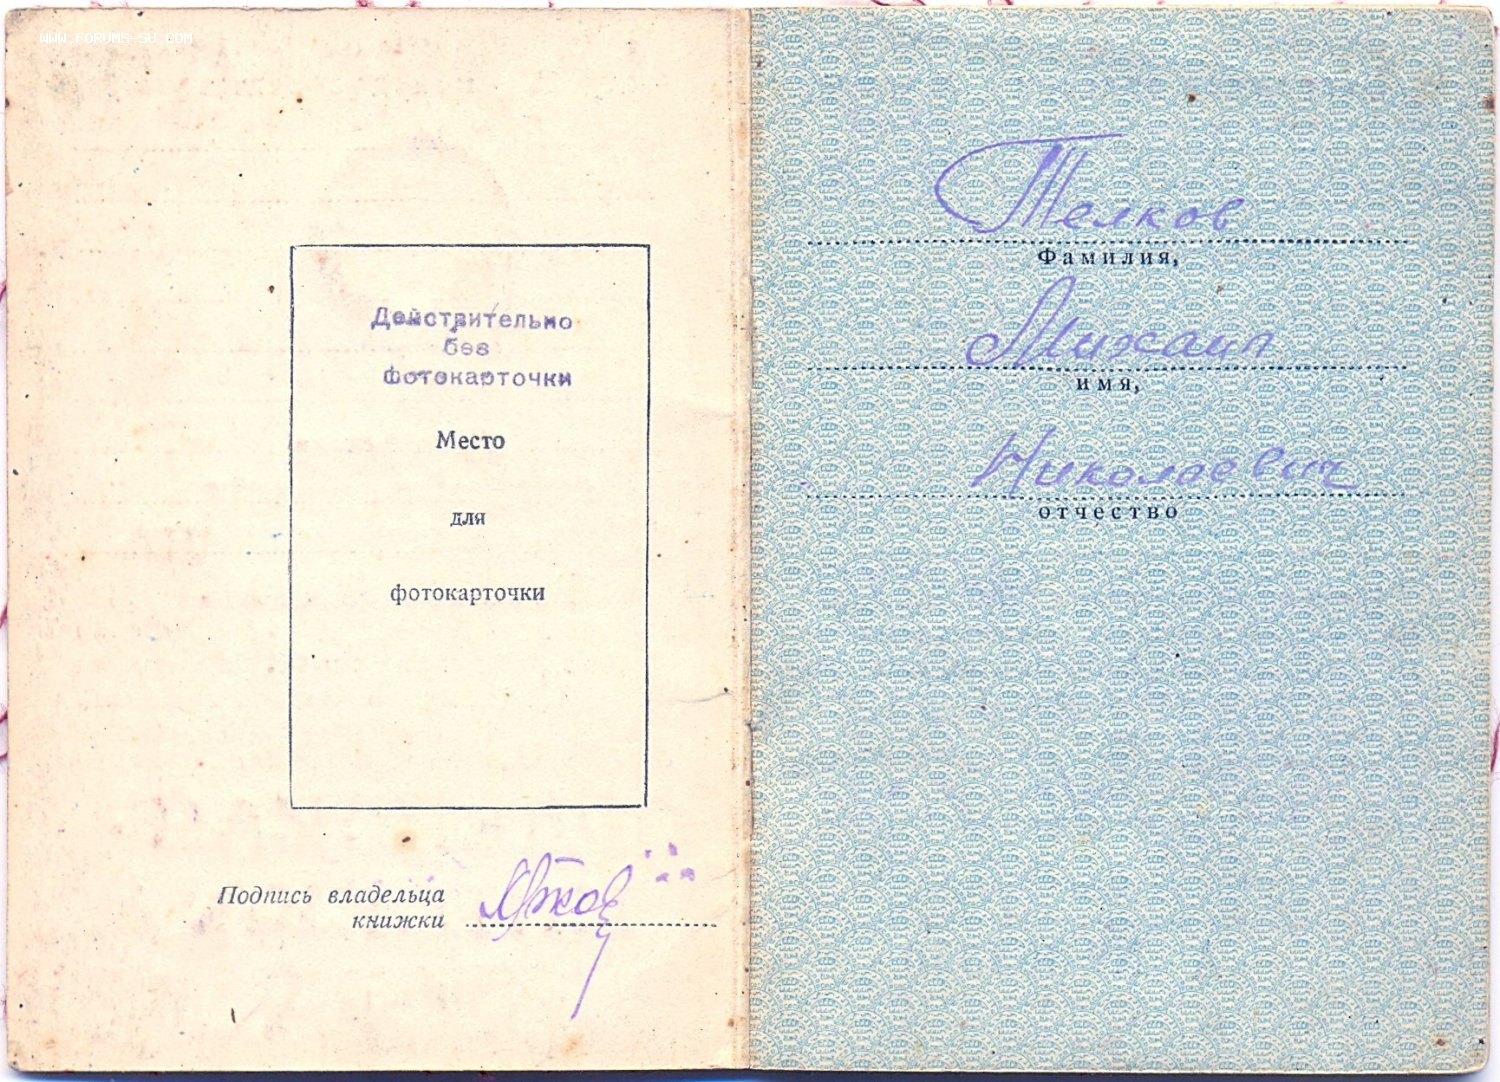 WWW.FORUMS-SU.COM
Действительно
без
фотокарточки
Место
для
фотокарточки
Подпись владельца
книжки
Телков
Фамилия,
Михаил
имя,
Николаевич
отчество